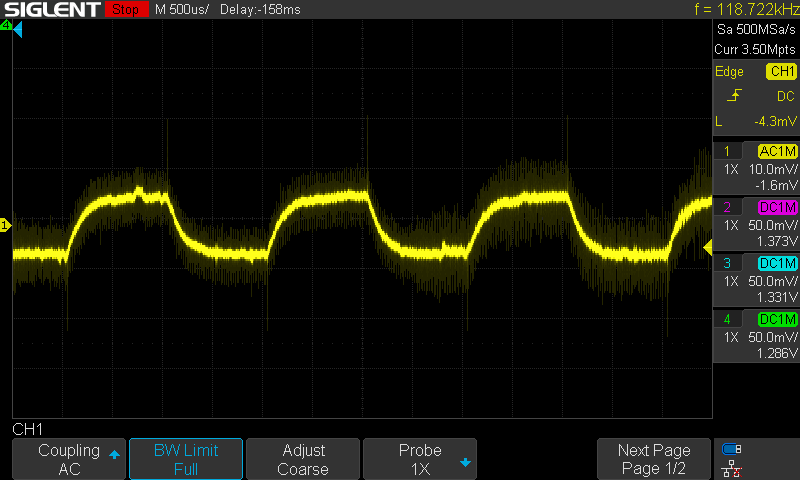 SIGLENT Stop M 500us/ Delay:-158ms f = 118.722kHz
Sa 500MSa/s
Curr 3.50Mpts
Edge CH1
DC
L -4.3mV
1 AC1M
1X 10.0mV/
-1.6mV
2 DC1M
1X 50.0mV/
1.373V
3 DC1M
1X 50.0mV/
1.331V
4 DC1M
1X 50.0mV/
1.286V
4
1
CH1
Coupling
AC
BW Limit
Full
Adjust
Coarse
Probe
1X
Next Page
Page 1/2